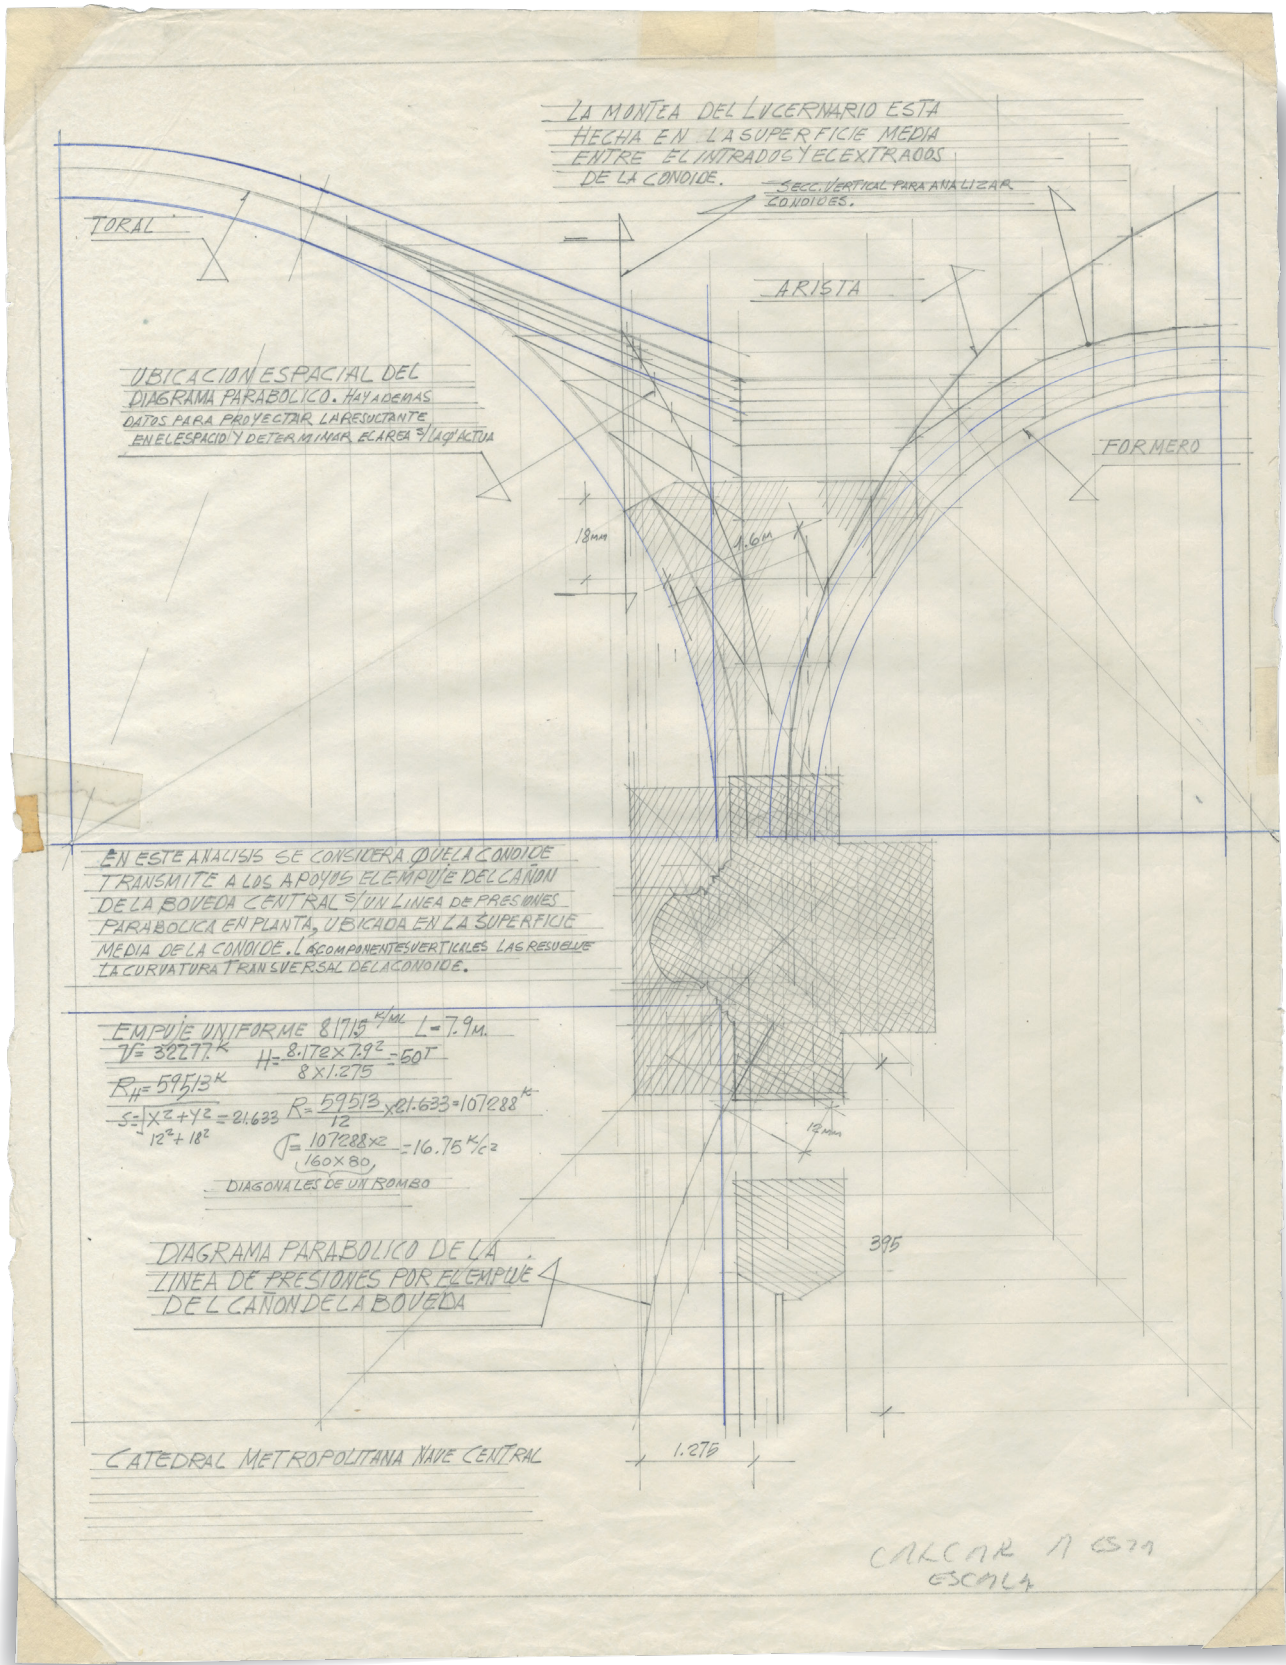 LA MONTEA DEL LUCERNARIO ESTA
HECHA EN LA SUPERFICIE MEDIA
ENTRE EL INTRADOS Y EL EXTRADOS
DE LA CONOIDE.
SECC. VERTICAL PARA ANALIZAR
CONOIDES.
TORAL
ARISTA
UBICACION ESPACIAL DEL
DIAGRAMA PARABOLICO. HAY ADEMAS
DATOS PARA PROYECTAR LA RESULTANTE
EN EL ESPACIO Y DETERMINAR EL AREA S/LA Q' ACTUA
FORMERO
18mm
1.6M
EN ESTE ANALISIS SE CONSIDERA QUE LA CONOIDE
TRANSMITE A LOS APOYOS EL EMPUJE DEL CAÑON
DE LA BOVEDA CENTRAL S/UN LINEA DE PRESIONES
PARABOLICA EN PLANTA, UBICADA EN LA SUPERFICIE
MEDIA DE LA CONOIDE. LAS COMPONENTES VERTICALES LAS RESUELVE
LA CURVATURA TRANSVERSAL DE LA CONOIDE.
EMPUJE UNIFORME 81715 K/ML L=7.9M.
V= 32277.K H= 8.172 X 7.9² / 8 X 1.275 = 50T
RH= 59513K
S= √X² + Y² = 21.633 R= 59513 / 12 X 21.633 = 107288K
12² + 18²
σ= 107288 X 2 / 160 X 80 = 16.75 K/c2
DIAGONALES DE UN ROMBO
12mm
DIAGRAMA PARABOLICO DE LA
LINEA DE PRESIONES POR EL EMPUJE
DEL CAÑON DE LA BOVEDA
395
1.275
CATEDRAL METROPOLITANA NAVE CENTRAL
CALCAR A ESTA
ESCALA